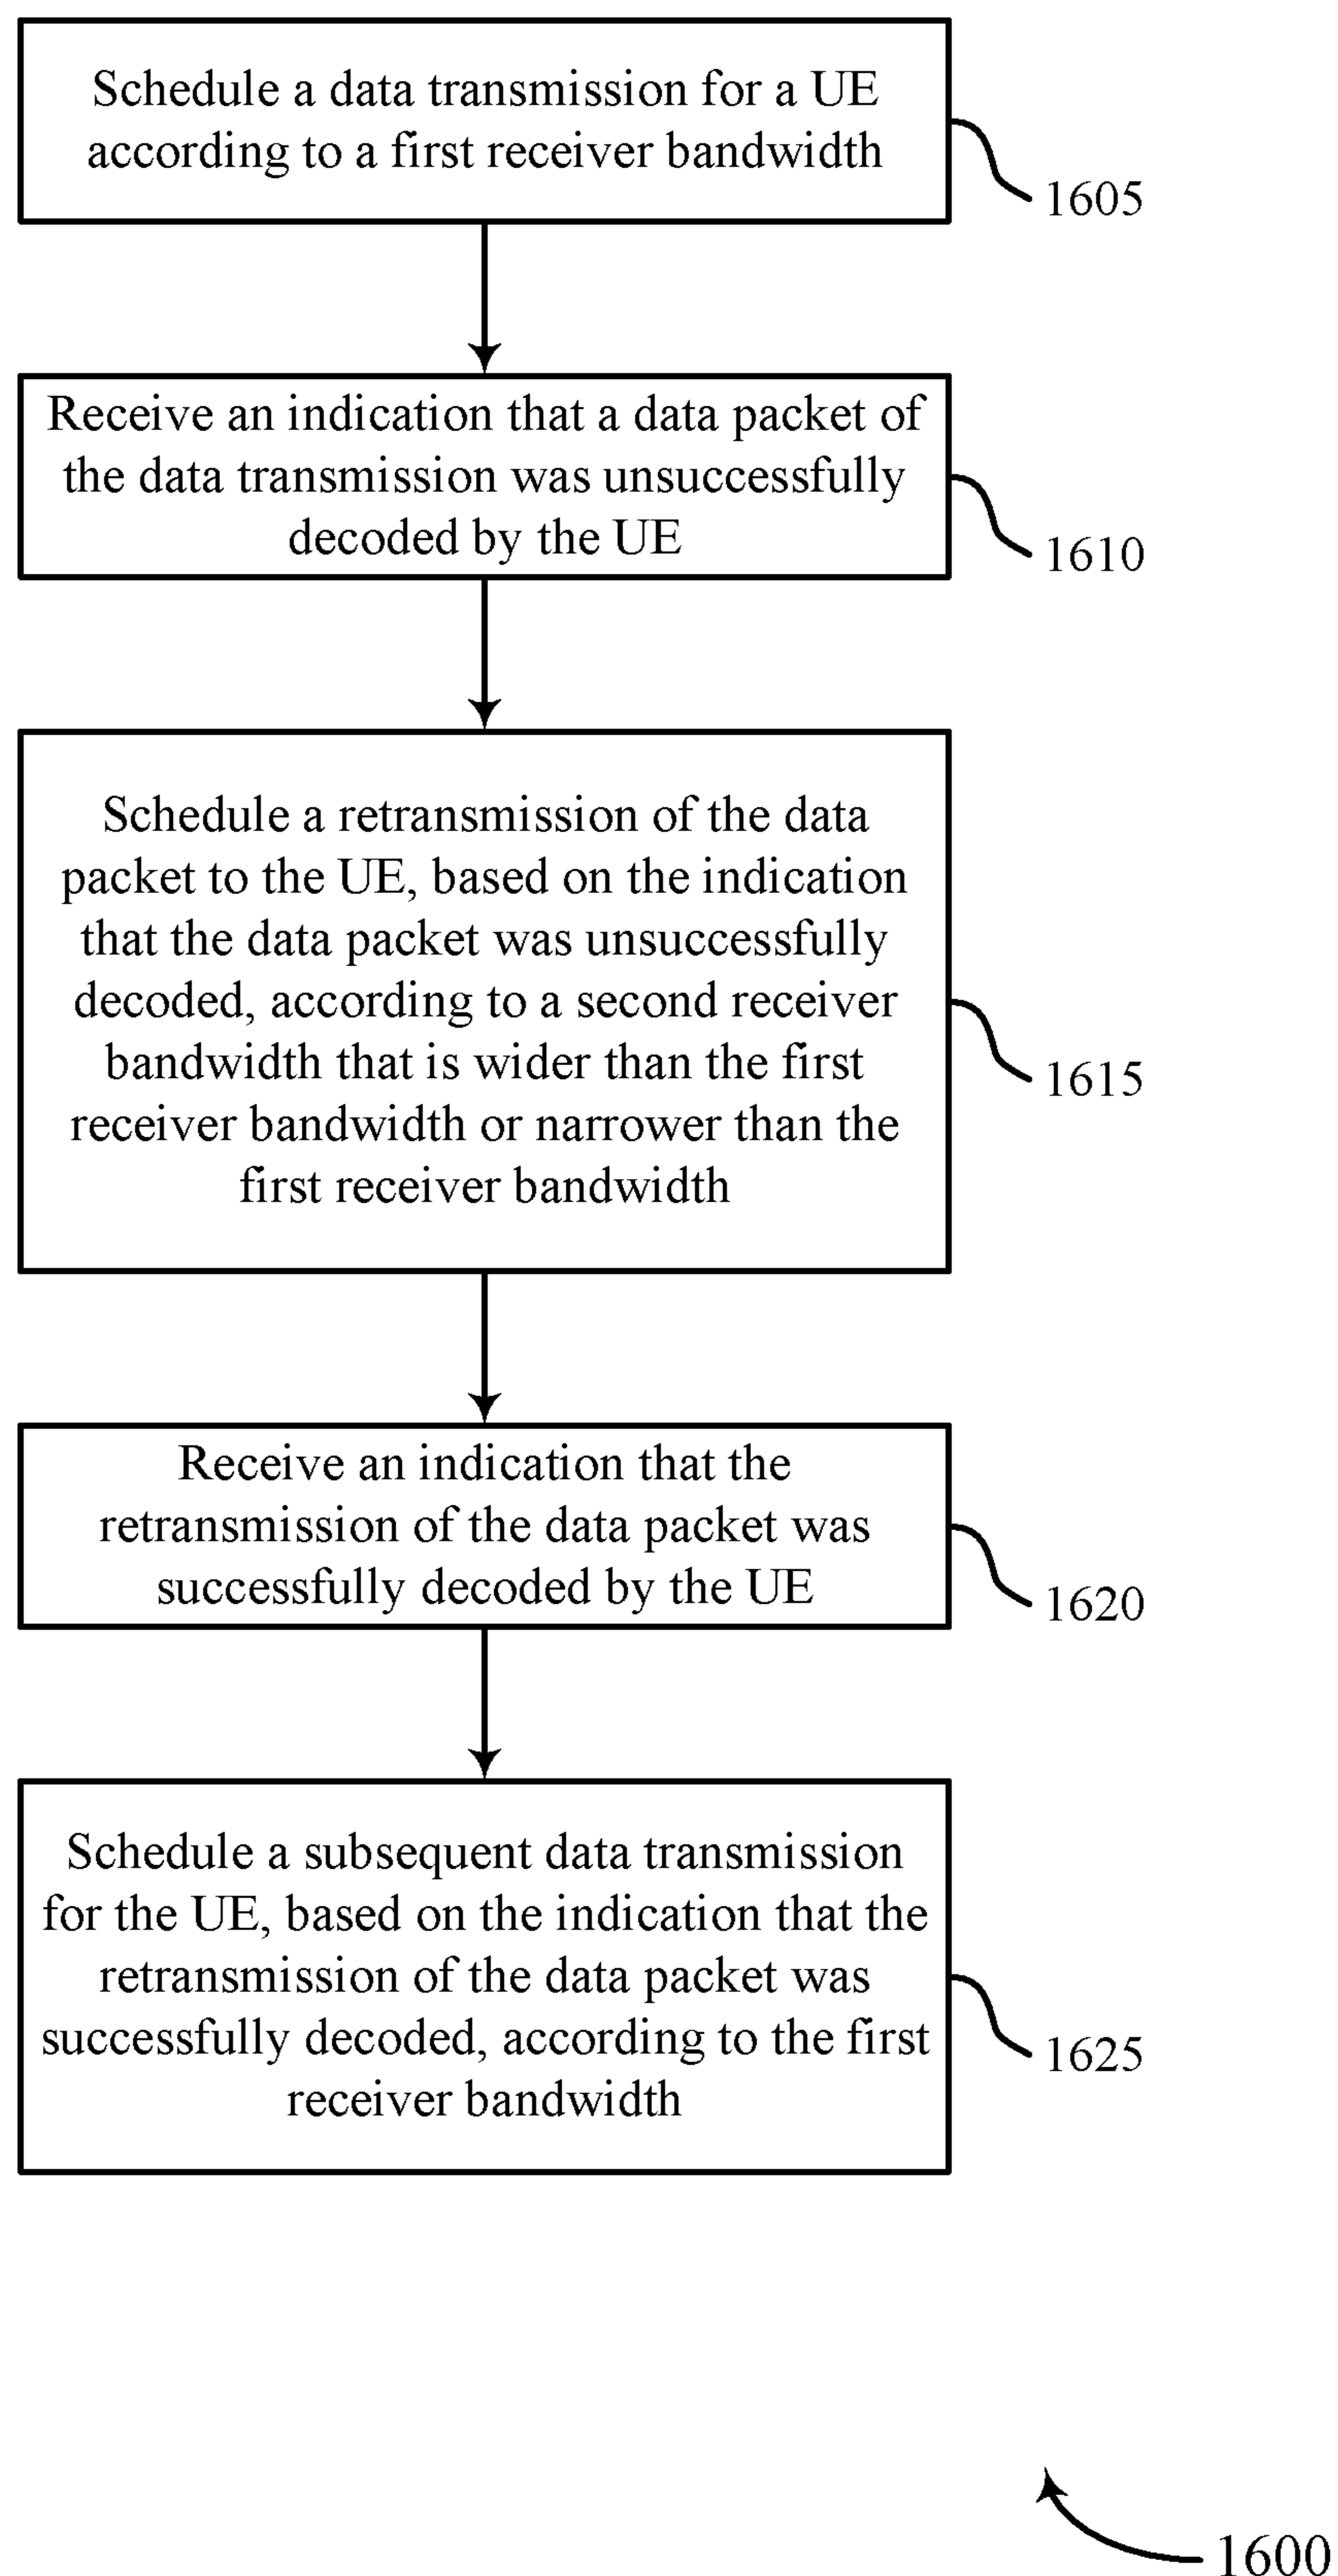 Schedule a data transmission for a UE
according to a first receiver bandwidth
1605
Receive an indication that a data packet of
the data transmission was unsuccessfully
decoded by the UE
1610
Schedule a retransmission of the data
packet to the UE, based on the indication
that the data packet was unsuccessfully
decoded, according to a second receiver
bandwidth that is wider than the first
receiver bandwidth or narrower than the
first receiver bandwidth
1615
Receive an indication that the
retransmission of the data packet was
successfully decoded by the UE
1620
Schedule a subsequent data transmission
for the UE, based on the indication that the
retransmission of the data packet was
successfully decoded, according to the first
receiver bandwidth
1625
1600